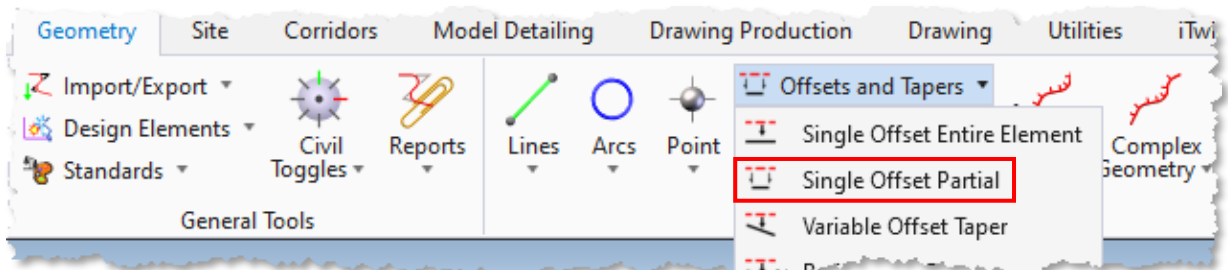 Geometry Site Corridors Model Detailing Drawing Production Drawing Utilities
Import/Export
Design Elements
Standards
Civil
Toggles
Reports
Lines
Arcs
Point
General Tools
Offsets and Tapers
Single Offset Entire Element
Single Offset Partial
Variable Offset Taper
Complex
Geometry